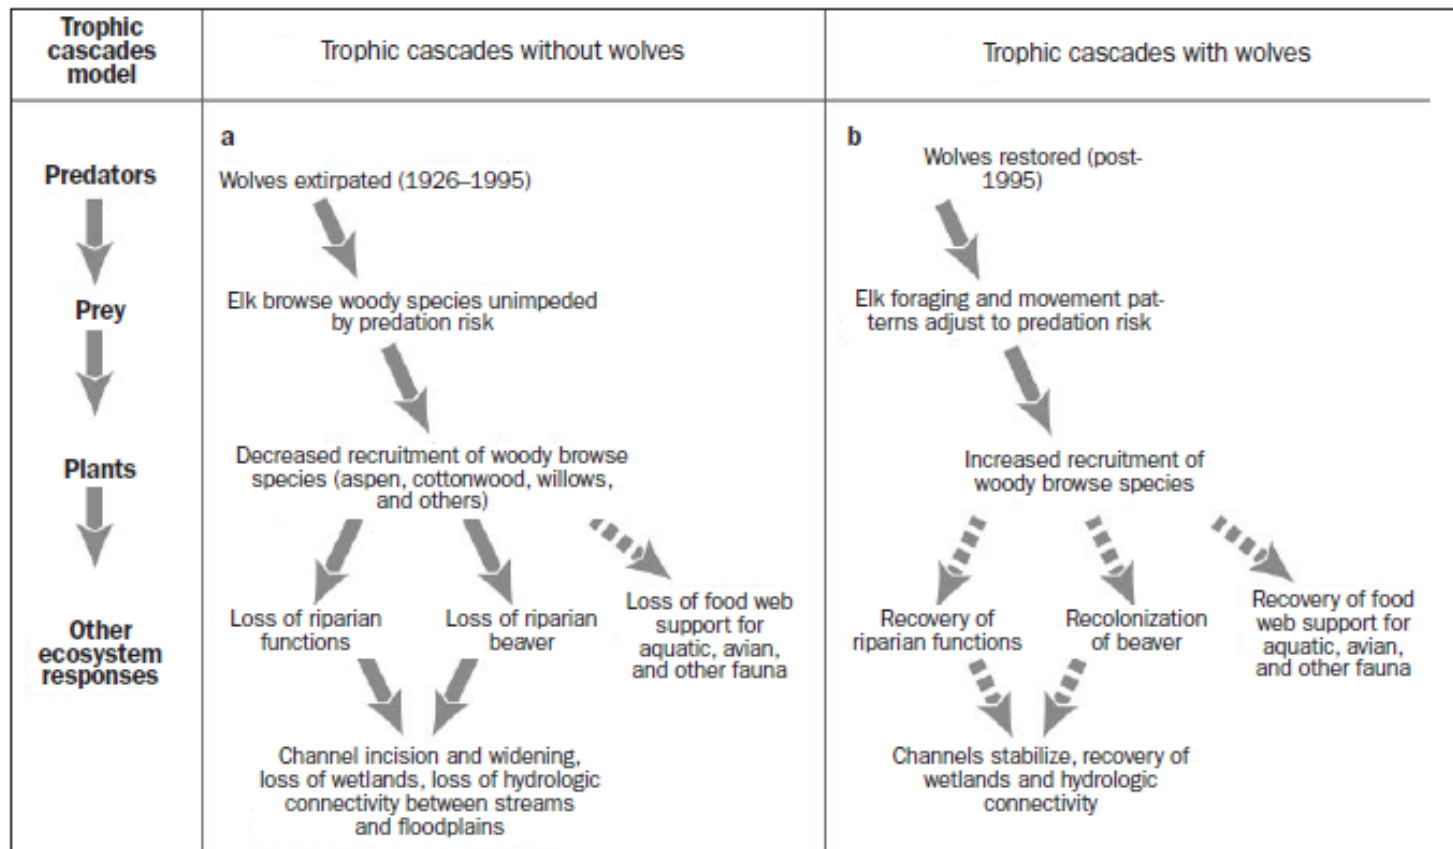 Trophic
cascades
model
Trophic cascades without wolves
Trophic cascades with wolves
Predators
Prey
Plants
Other
ecosystem
responses
a
Wolves extirpated (1926–1995)
Elk browse woody species unimpeded
by predation risk
Decreased recruitment of woody browse
species (aspen, cottonwood, willows,
and others)
Loss of riparian
functions
Loss of riparian
beaver
Loss of food web
support for
aquatic, avian,
and other fauna
Channel incision and widening,
loss of wetlands, loss of hydrologic
connectivity between streams
and floodplains
b
Wolves restored (post-
1995)
Elk foraging and movement pat-
terns adjust to predation risk
Increased recruitment of
woody browse species
Recovery of
riparian functions
Recolonization
of beaver
Recovery of food
web support for
aquatic, avian,
and other fauna
Channels stabilize, recovery of
wetlands and hydrologic
connectivity